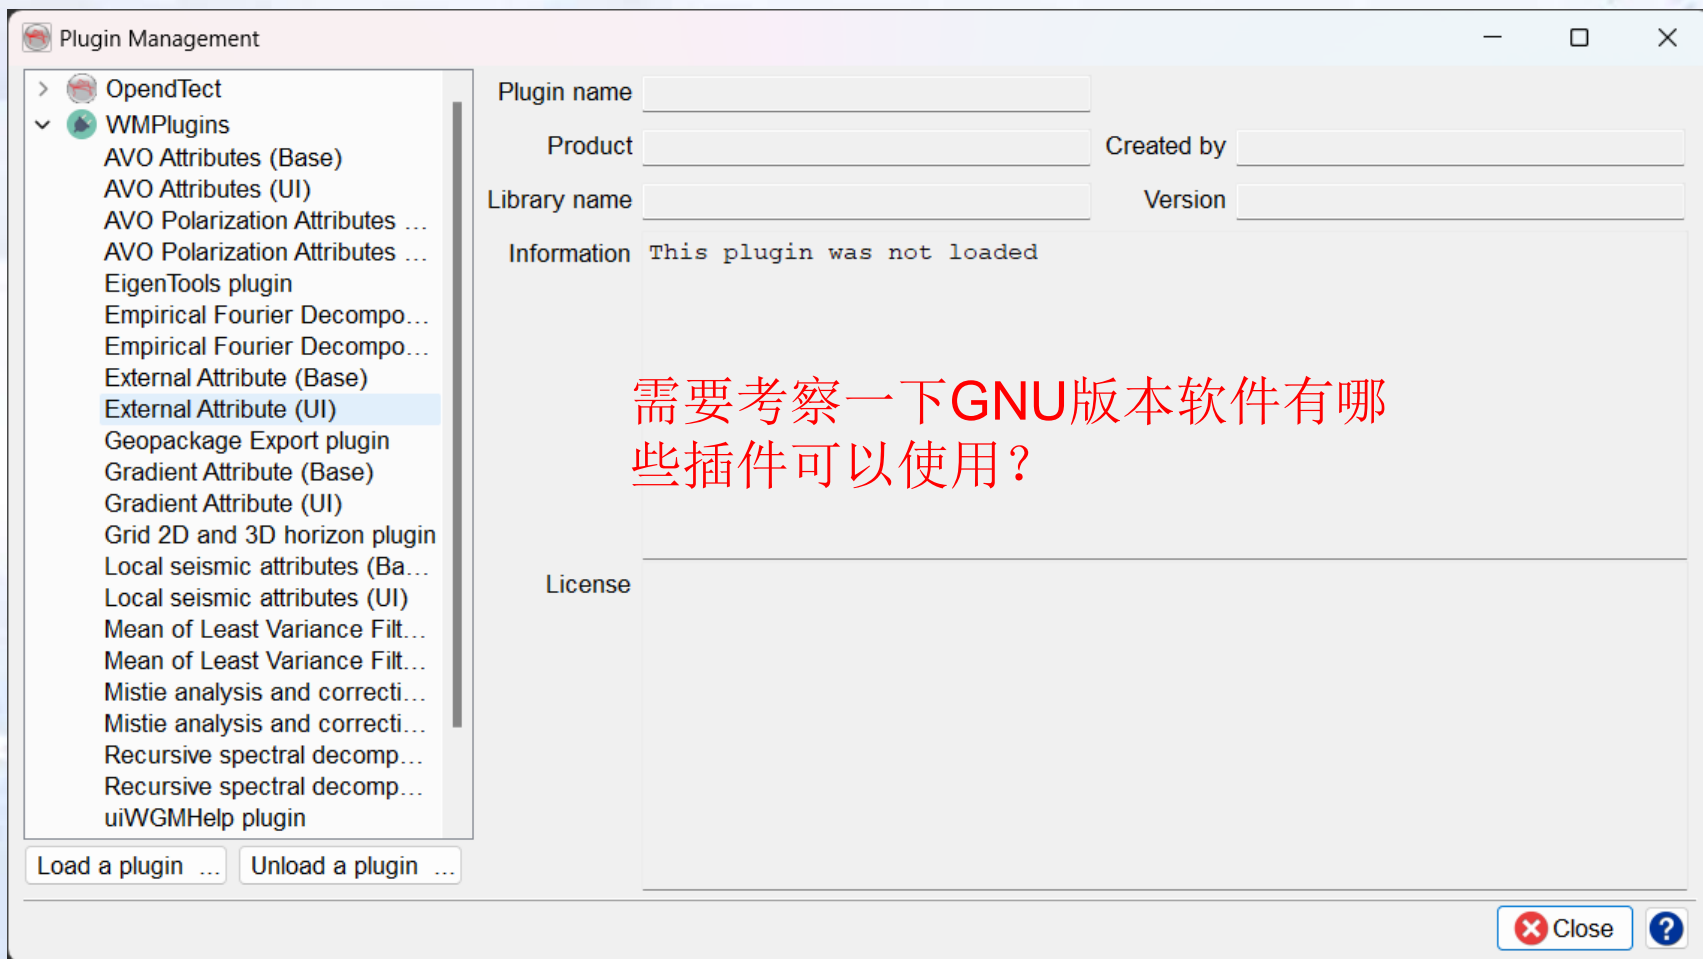 Plugin Management
OpendTect
WMPlugins
AVO Attributes (Base)
AVO Attributes (UI)
AVO Polarization Attributes ...
AVO Polarization Attributes ...
EigenTools plugin
Empirical Fourier Decompo...
Empirical Fourier Decompo...
External Attribute (Base)
External Attribute (UI)
Geopackage Export plugin
Gradient Attribute (Base)
Gradient Attribute (UI)
Grid 2D and 3D horizon plugin
Local seismic attributes (Ba...
Local seismic attributes (UI)
Mean of Least Variance Filt...
Mean of Least Variance Filt...
Mistie analysis and correcti...
Mistie analysis and correcti...
Recursive spectral decomp...
Recursive spectral decomp...
uiWGMHelp plugin
Load a plugin ...
Unload a plugin ...
Plugin name
Product
Created by
Library name
Version
Information
This plugin was not loaded
需要考察一下GNU版本软件有哪
些插件可以使用？
License
Close
?